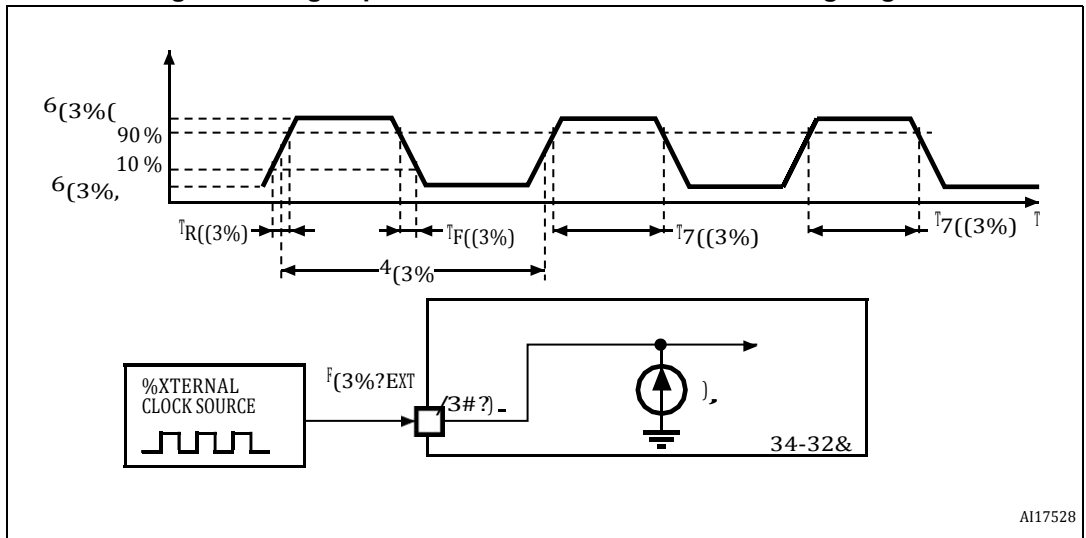 6(3%(
90 %
10 %
6(3%,
TR((3%)
TF((3%)
T7((3%)
T7((3%)
T
4(3%
%XTERNAL
CLOCK SOURCE
F(3%?EXT
/3#?)
),
34-32&
AI17528